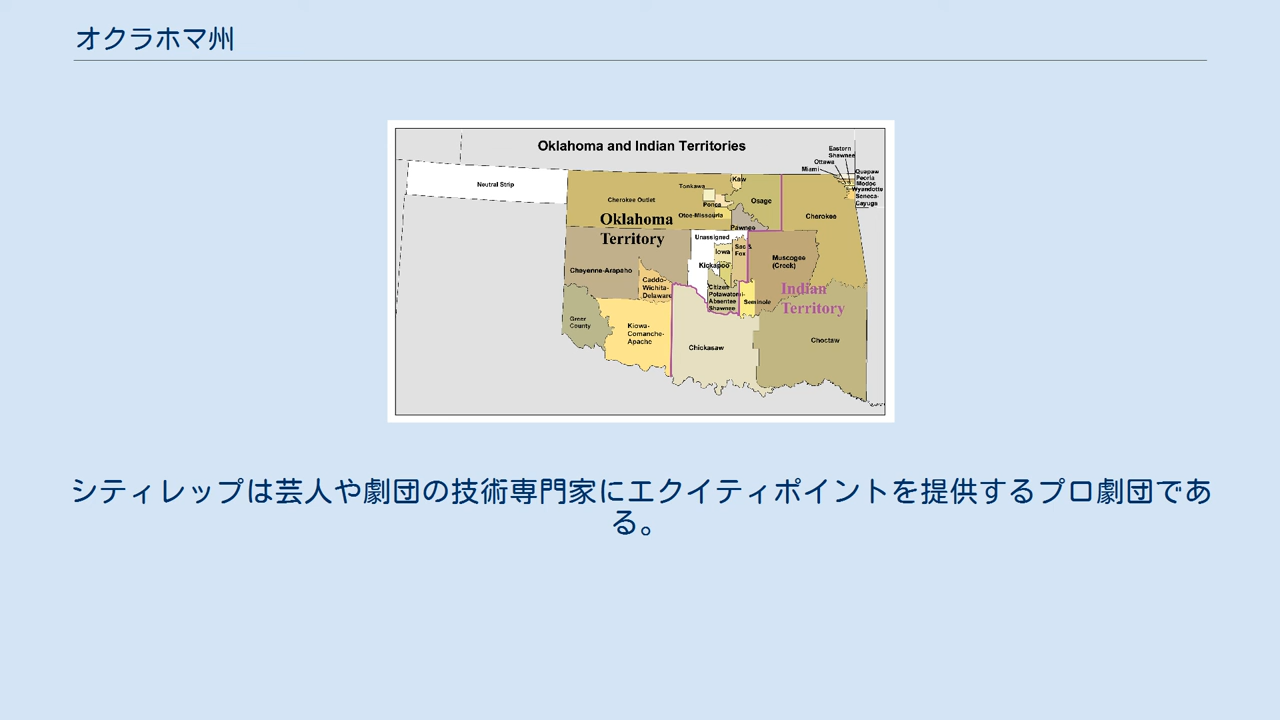 オクラホマ州
Oklahoma and Indian Territories
Neutral Strip
Cherokee Outlet
Tonkawa
Kaw
Ponca
Otoe-Missouria
Osage
Pawnee
Eastern
Shawnee
Ottawa
Miami
Quapaw
Peoria
Modoc
Wyandotte
Seneca-
Cayuga
Cherokee
Oklahoma
Territory
Unassigned
Iowa
Sac &
Fox
Kickapoo
Muscogee
(Creek)
Cheyenne-Arapaho
Caddo-
Wichita-
Delaware
Citizen
Potawatomi-
Absentee
Shawnee
Seminole
Indian
Territory
Greer
County
Kiowa-
Comanche-
Apache
Chickasaw
Choctaw
シティレップは芸人や劇団の技術専門家にエクイティポイントを提供するプロ劇団であ
る。